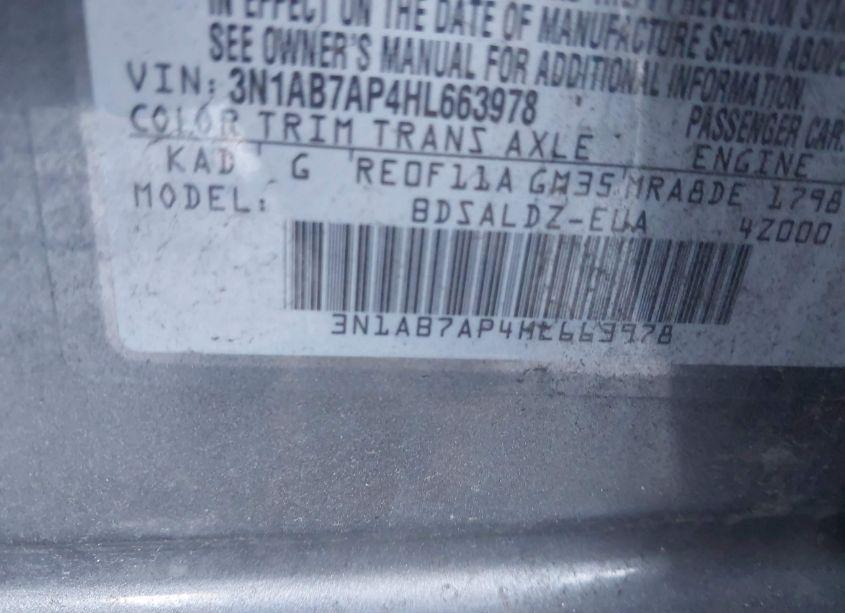 IN EFFECT ON THE DATE OF MANUFACTURE SHOWN ABOVE
SEE OWNER'S MANUAL FOR ADDITIONAL INFORMATION
VIN: 3N1AB7AP4HL663978 PASSENGER CAR
COLOR TRIM TRANS AXLE ENGINE
KAD G RE0F11A GM35 MRA8DE 1798
MODEL: BDSALDZ-EUA 4Z000
3N1AB7AP4HL663978